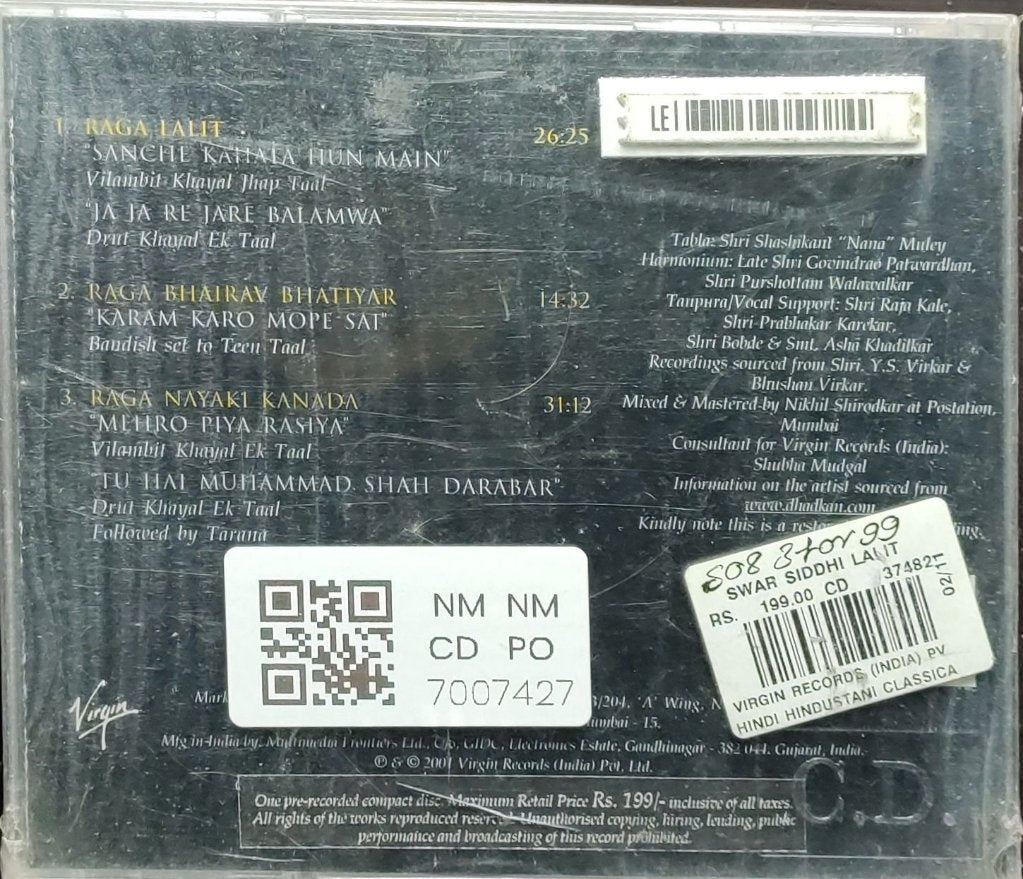 1. RAGA LALIT 26:25
"SANCHE KAHALA HUN MAIN"
Vilambit Khayal Jhap Taal
"JA JA RE JARE BALAMWA"
Drut Khayal Ek Taal
2. RAGA BHAIRAV BHATIYAR 14:32
"KARAM KARO MOPE SAI"
Bandish set to Teen Taal
3. RAGA NAYAKI KANADA 31:12
"MEHRO PIYA RASIYA"
Vilambit Khayal Ek Taal
"TU HAI MUHAMMAD SHAH DARABAR"
Drut Khayal Ek Taal
Followed by Tarana
LE
Tabla: Shri Shashikant "Nana" Muley
Harmonium: Late Shri Govindrao Patwardhan,
Shri Purshottam Walawalkar
Tanpura/Vocal Support: Shri Raja Kale,
Shri Prabhakar Karekar,
Shri Bobde & Smt. Asha Khadilkar
Recordings sourced from Shri. Y.S. Virkar &
Bhushan Virkar.
Mixed & Mastered by Nikhil Shirodkar at Postation,
Mumbai
Consultant for Virgin Records (India):
Shubha Mudgal
Information on the artist sourced from
www.dhadkan.com
Kindly note this is a
SWAR SIDDHI LALIT
RS. 199.00 CD 374821
02/11
VIRGIN RECORDS (INDIA) PV
HINDI HINDUSTANI CLASSICA
NM NM
CD PO
7007427
Virgin
'A' Wing,
- 15.
Mfg in India by: Multimedia Frontiers Ltd., GIDC, Electronics Estate, Gandhinagar - 382 044. Gujarat, India.
℗ & © 2001 Virgin Records (India) Pvt. Ltd.
One pre-recorded compact disc. Maximum Retail Price Rs. 199/- inclusive of all taxes.
All rights of the works reproduced reserved. Unauthorised copying, hiring, lending, public
performance and broadcasting of this record prohibited.
C.D.